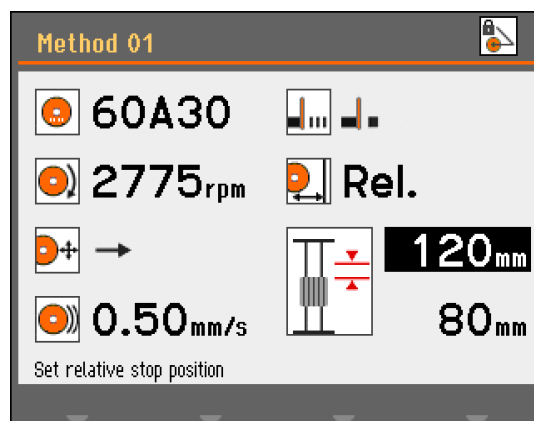 Method 01
60A30
2775rpm
Rel.
120mm
0.50mm/s
80mm
Set relative stop position